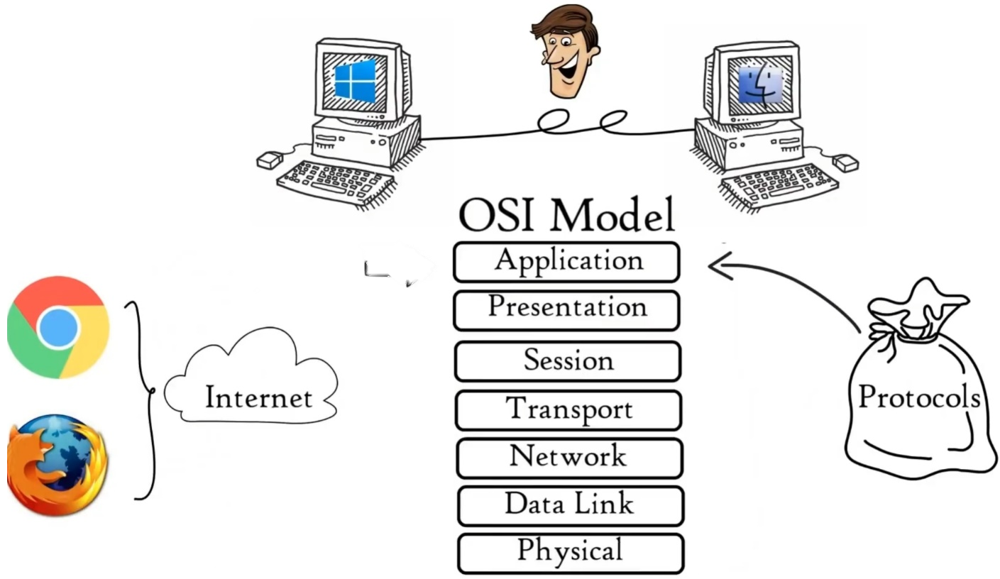 OSI Model
Application
Presentation
Session
Transport
Network
Data Link
Physical
Internet
Protocols